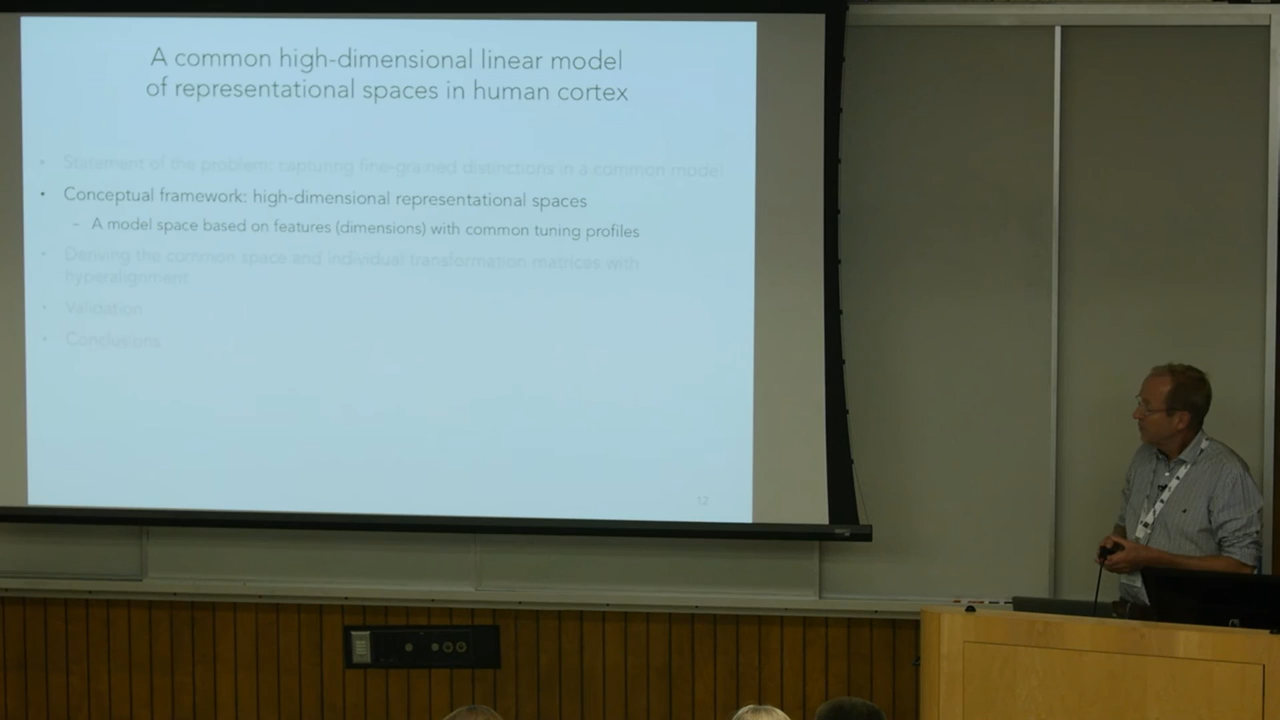 A common high-dimensional linear model
of representational spaces in human cortex
• Statement of the problem: capturing fine-grained distinctions in a common model
• Conceptual framework: high-dimensional representational spaces
- A model space based on features (dimensions) with common tuning profiles
• Deriving the common space and individual transformation matrices with
hyperalignment
• Validation
• Conclusions
12